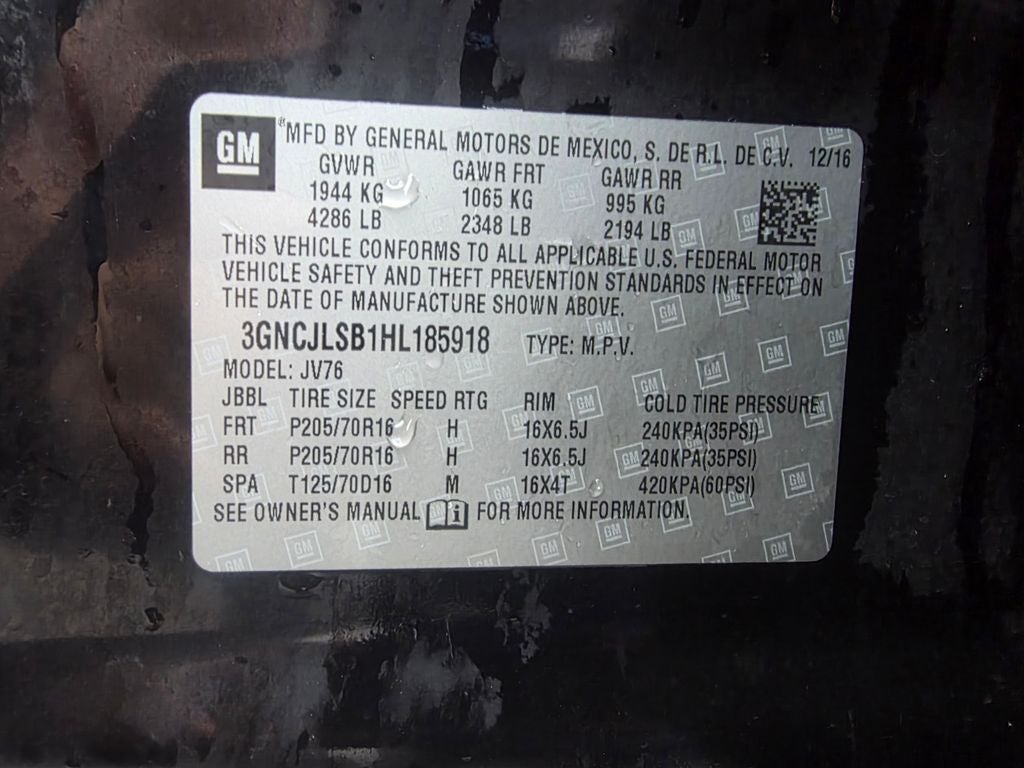 GM
®MFD BY GENERAL MOTORS DE MEXICO, S. DE R.L. DE C.V. 12/16
GVWR GAWR FRT GAWR RR
1944 KG 1065 KG 995 KG
4286 LB 2348 LB 2194 LB
THIS VEHICLE CONFORMS TO ALL APPLICABLE U.S. FEDERAL MOTOR
VEHICLE SAFETY AND THEFT PREVENTION STANDARDS IN EFFECT ON
THE DATE OF MANUFACTURE SHOWN ABOVE.
3GNCJLSB1HL185918 TYPE: M.P.V.
MODEL: JV76
JBBL TIRE SIZE SPEED RTG RIM COLD TIRE PRESSURE
FRT P205/70R16 H 16X6.5J 240KPA(35PSI)
RR P205/70R16 H 16X6.5J 240KPA(35PSI)
SPA T125/70D16 M 16X4T 420KPA(60PSI)
SEE OWNER'S MANUAL i FOR MORE INFORMATION.